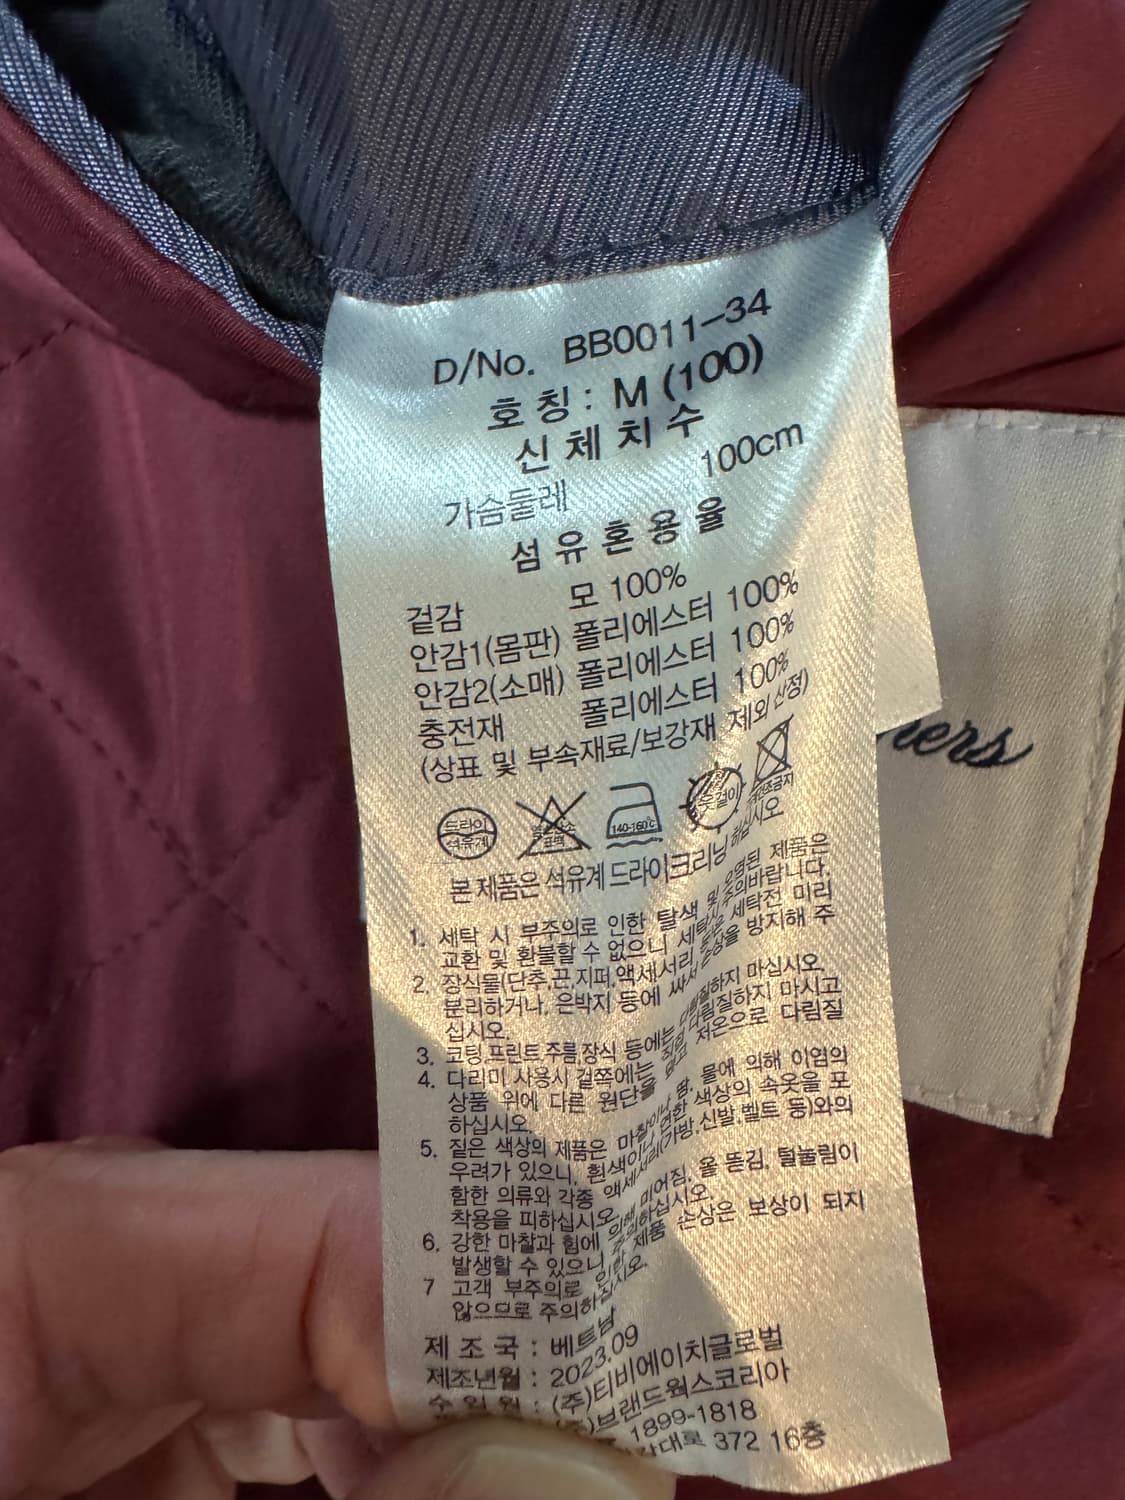 D/No. BB0011-34
호칭 : M (100)
신체치수
가슴둘레 100cm
섬유혼용율
겉감 모 100%
안감1(몸판) 폴리에스터 100%
안감2(소매) 폴리에스터 100%
충전재 폴리에스터 100%
(상표 및 부속재료/보강재 제외 산정)
드라이
석유계
140-160℃
옷걸이
본 제품은 석유계 드라이크리닝 하십시오
1. 세탁 시 부주의로 인한 탈색 및 오염된 제품은
교환 및 환불할 수 없으니 세탁시 주의바랍니다.
2. 장식물(단추,끈,지퍼,액세서리 등은 세탁전 미리
분리하거나, 은박지 등에 싸서 손상을 방지해 주
십시오.
3. 코팅,프린트,주름,장식 등에는 다림질하지 마십시오.
4. 다리미 사용시 겉쪽에는 직접 다림질하지 마시고
상품 위에 다른 원단을 덮고 저온으로 다림질
하십시오.
5. 짙은 색상의 제품은 마찰이나 땀, 물에 의해 이염의
우려가 있으니, 흰색이나 연한 색상의 속옷을 포
함한 의류와 각종 액세서리(가방,신발,벨트 등)와의
착용을 피하십시오.
6. 강한 마찰과 힘에 의해 미어짐, 올 뜯김, 털눌림이
발생할 수 있으니 주의하십시오.
7 고객 부주의로 인한 제품 손상은 보상이 되지
않으므로 주의하십시오.
제조국 : 베트남
제조년월 : 2023.09
수입원 : (주)티비에이치글로벌
(주)브랜드웍스코리아
1899-1818
강대로 372 16층